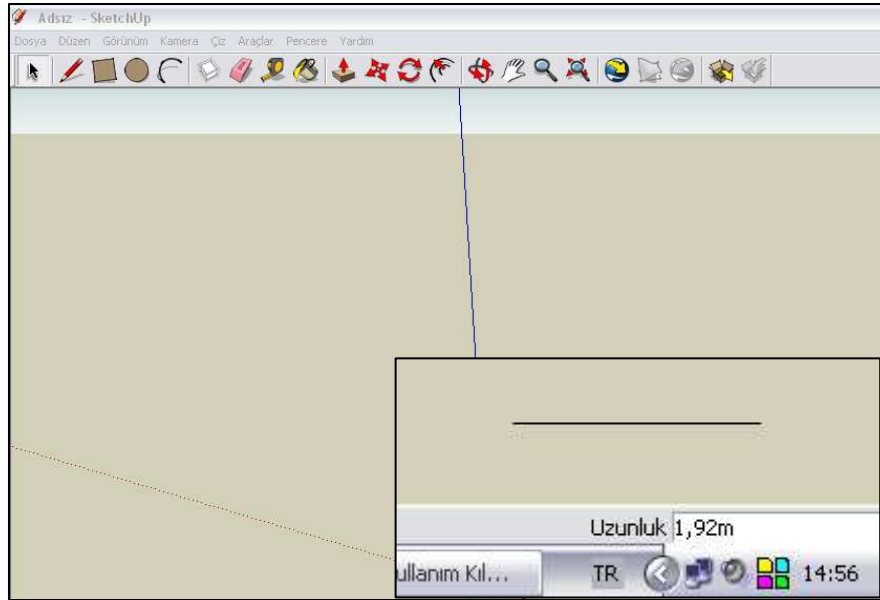 Adsız - SketchUp
Dosya Düzen Görünüm Kamera Çiz Araçlar Pencere Yardım
Uzunluk 1,92m
ullanım Kıl... TR 14:56